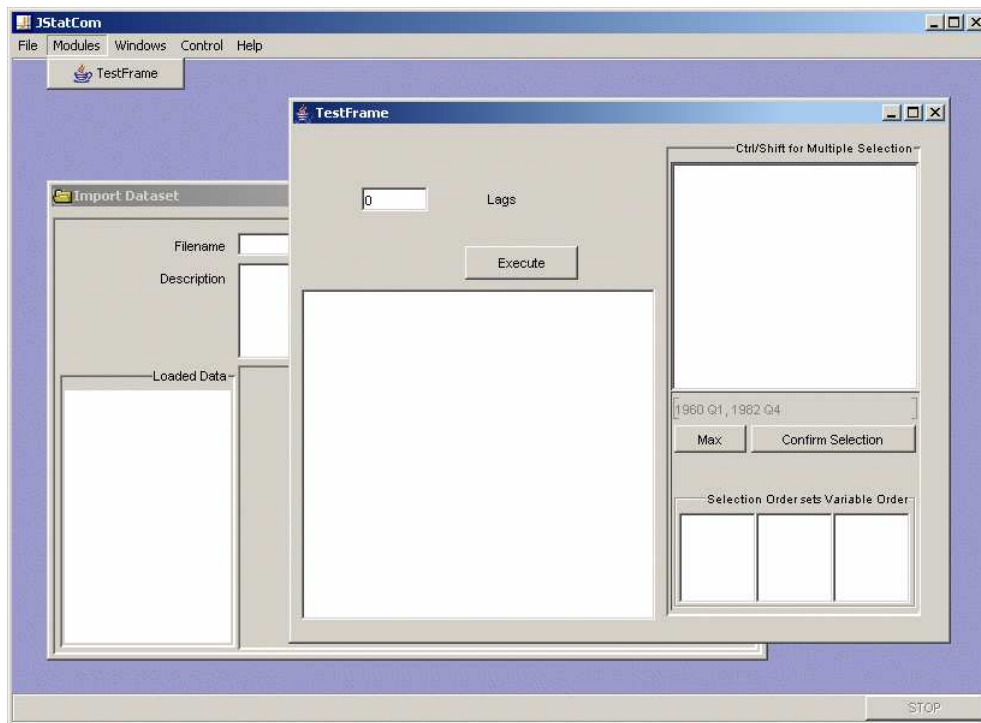 JStatCom
File Modules Windows Control Help
TestFrame
TestFrame
Ctrl/Shift for Multiple Selection
Import Dataset
0 Lags
Filename
Execute
Description
Loaded Data
[1960 Q1, 1982 Q4 ]
Max Confirm Selection
Selection Order sets Variable Order
STOP